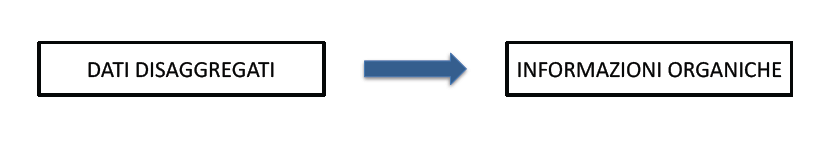 DATI DISAGGREGATI
INFORMAZIONI ORGANICHE